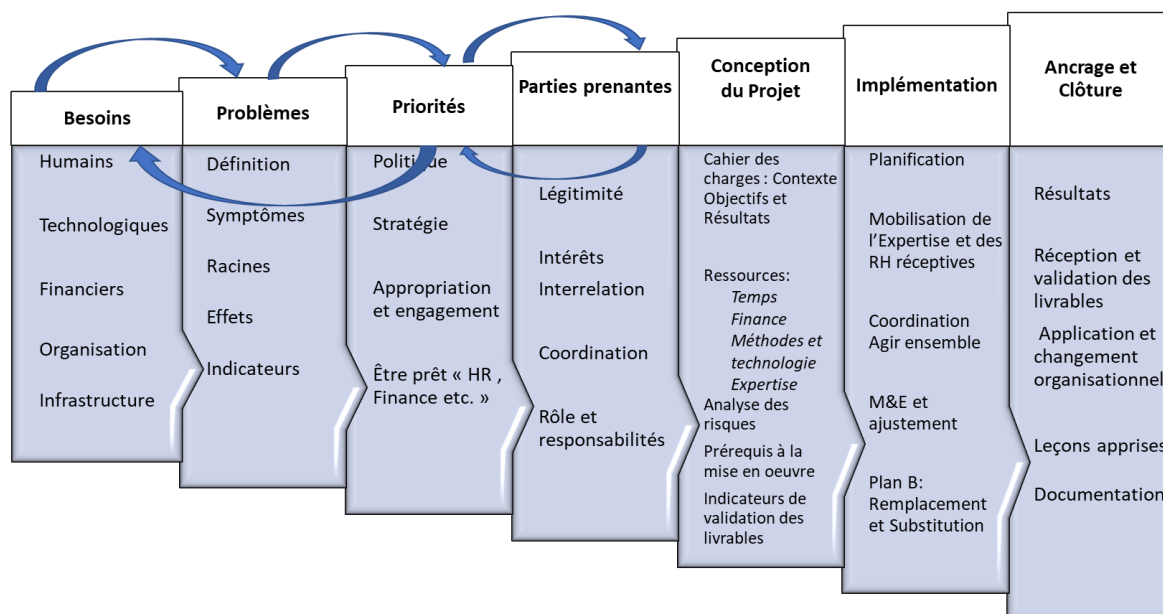 Besoins
Humains
Technologiques
Financiers
Organisation
Infrastructure
Problèmes
Définition
Symptômes
Racines
Effets
Indicateurs
Priorités
Politique
Stratégie
Appropriation
et engagement
Être prêt « HR ,
Finance etc. »
Parties prenantes
Légitimité
Intérêts
Interrelation
Coordination
Rôle et
responsabilités
Conception
du Projet
Cahier des
charges : Contexte
Objectifs et
Résultats
Ressources:
Temps
Finance
Méthodes et
technologie
Expertise
Analyse des
risques
Prérequis à la
mise en oeuvre
Indicateurs de
validation des
livrables
Implémentation
Planification
Mobilisation de
l'Expertise et des
RH réceptives
Coordination
Agir ensemble
M&E et
ajustement
Plan B:
Remplacement
et Substitution
Ancrage et
Clôture
Résultats
Réception et
validation des
livrables
Application et
changement
organisationnel
Leçons apprises
Documentation